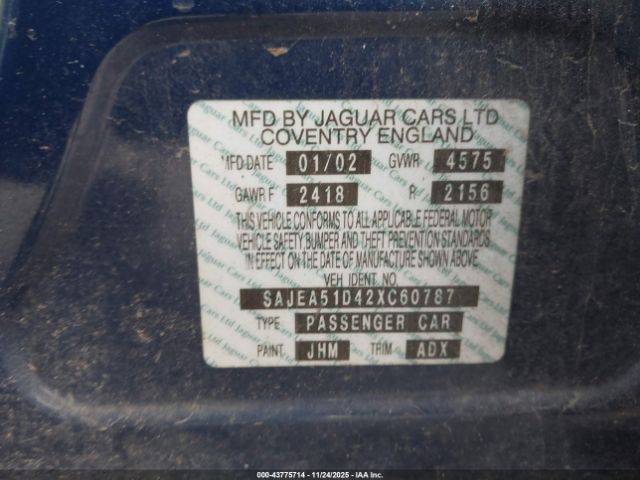 MFD BY JAGUAR CARS LTD
COVENTRY ENGLAND
MFD DATE 01/02 GVWR 4575
GAWR F 2418 R 2156
THIS VEHICLE CONFORMS TO ALL APPLICABLE FEDERAL MOTOR
VEHICLE SAFETY, BUMPER AND THEFT PREVENTION STANDARDS
IN EFFECT ON THE DATE OF MANUFACTURE SHOWN ABOVE
VEH IDENT NO.
SAJEA51D42XC60787
TYPE PASSENGER CAR
PAINT JHM TRIM ADX
000-43775714 - 11/24/2025 - IAA Inc.